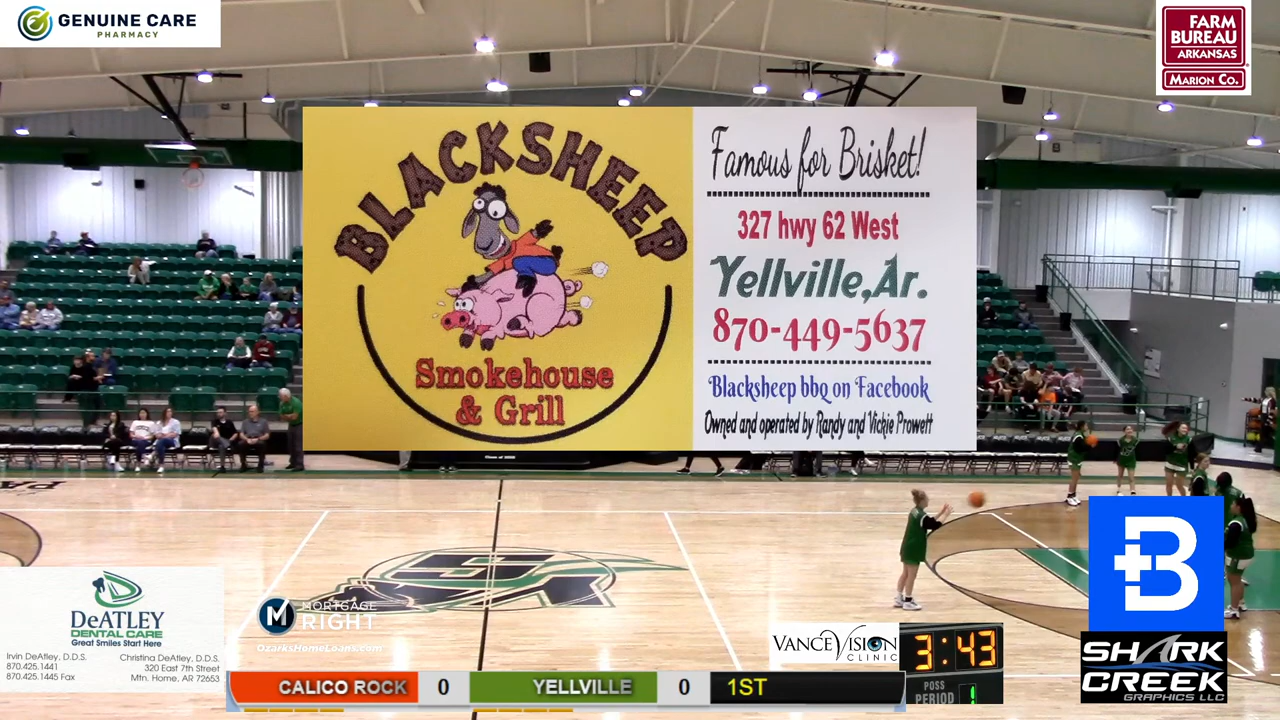 GENUINE CARE
PHARMACY
FARM
BUREAU
ARKANSAS
MARION CO.
BLACKSHEEP
Smokehouse
& Grill
Famous for Brisket!
327 hwy 62 West
Yellville,Ar.
870-449-5637
Blacksheep bbq on Facebook
Owned and operated by Randy and Vickie Prowett
DEATLEY
DENTAL CARE
Great Smiles Start Here
Irvin DeAtley, D.D.S.
870.425.1441
870.425.1445 Fax
Christina DeAtley, D.D.S.
320 East 7th Street
Mtn. Home, AR 72653
M MORTGAGE
RIGHT
OzarksHomeLoans.com
VANCEVISION
CLINIC
3:43
POSS
PERIOD 1
CALICO ROCK 0 YELLVILLE 0 1ST
B
SHARK
CREEK
GRAPHICS LLC